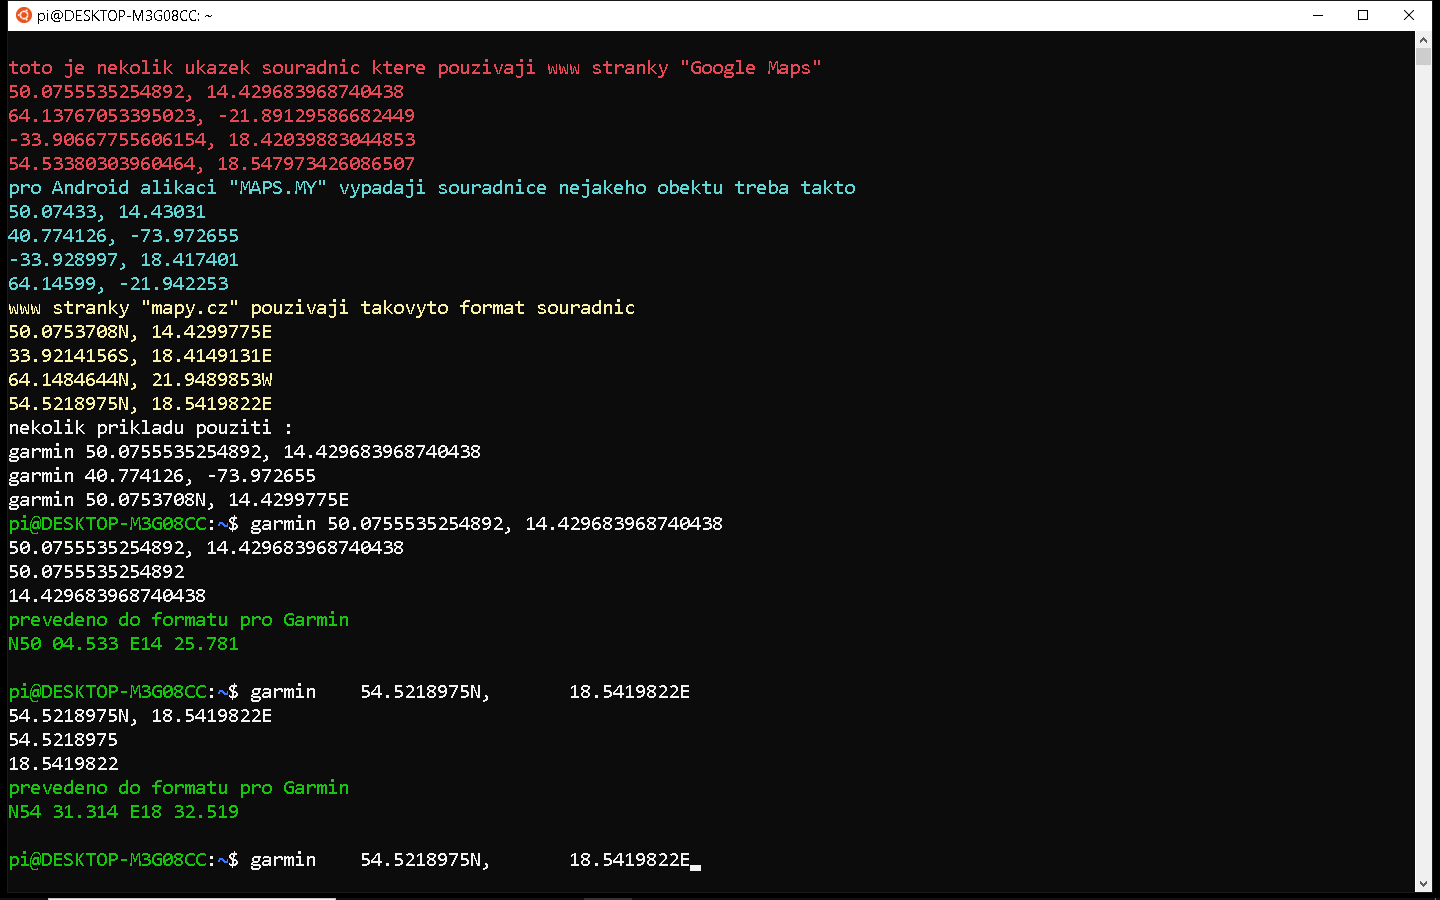 pi@DESKTOP-M3G08CC: ~
toto je nekolik ukazek souradnic ktere pouzivaji www stranky "Google Maps"
50.0755535254892, 14.429683968740438
64.13767053395023, -21.89129586682449
-33.90667755606154, 18.42039883044853
54.53380303960464, 18.547973426086507
pro Android alikaci "MAPS.MY" vypadaji souradnice nejakeho obektu treba takto
50.07433, 14.43031
40.774126, -73.972655
-33.928997, 18.417401
64.14599, -21.942253
www stranky "mapy.cz" pouzivaji takovyto format souradnic
50.0753708N, 14.4299775E
33.9214156S, 18.4149131E
64.1484644N, 21.9489853W
54.5218975N, 18.5419822E
nekolik prikladu pouziti :
garmin 50.0755535254892, 14.429683968740438
garmin 40.774126, -73.972655
garmin 50.0753708N, 14.4299775E
pi@DESKTOP-M3G08CC:~$ garmin 50.0755535254892, 14.429683968740438
50.0755535254892, 14.429683968740438
50.0755535254892
14.429683968740438
prevedeno do formatu pro Garmin
N50 04.533 E14 25.781
pi@DESKTOP-M3G08CC:~$ garmin    54.5218975N,       18.5419822E
54.5218975N, 18.5419822E
54.5218975
18.5419822
prevedeno do formatu pro Garmin
N54 31.314 E18 32.519
pi@DESKTOP-M3G08CC:~$ garmin    54.5218975N,       18.5419822E